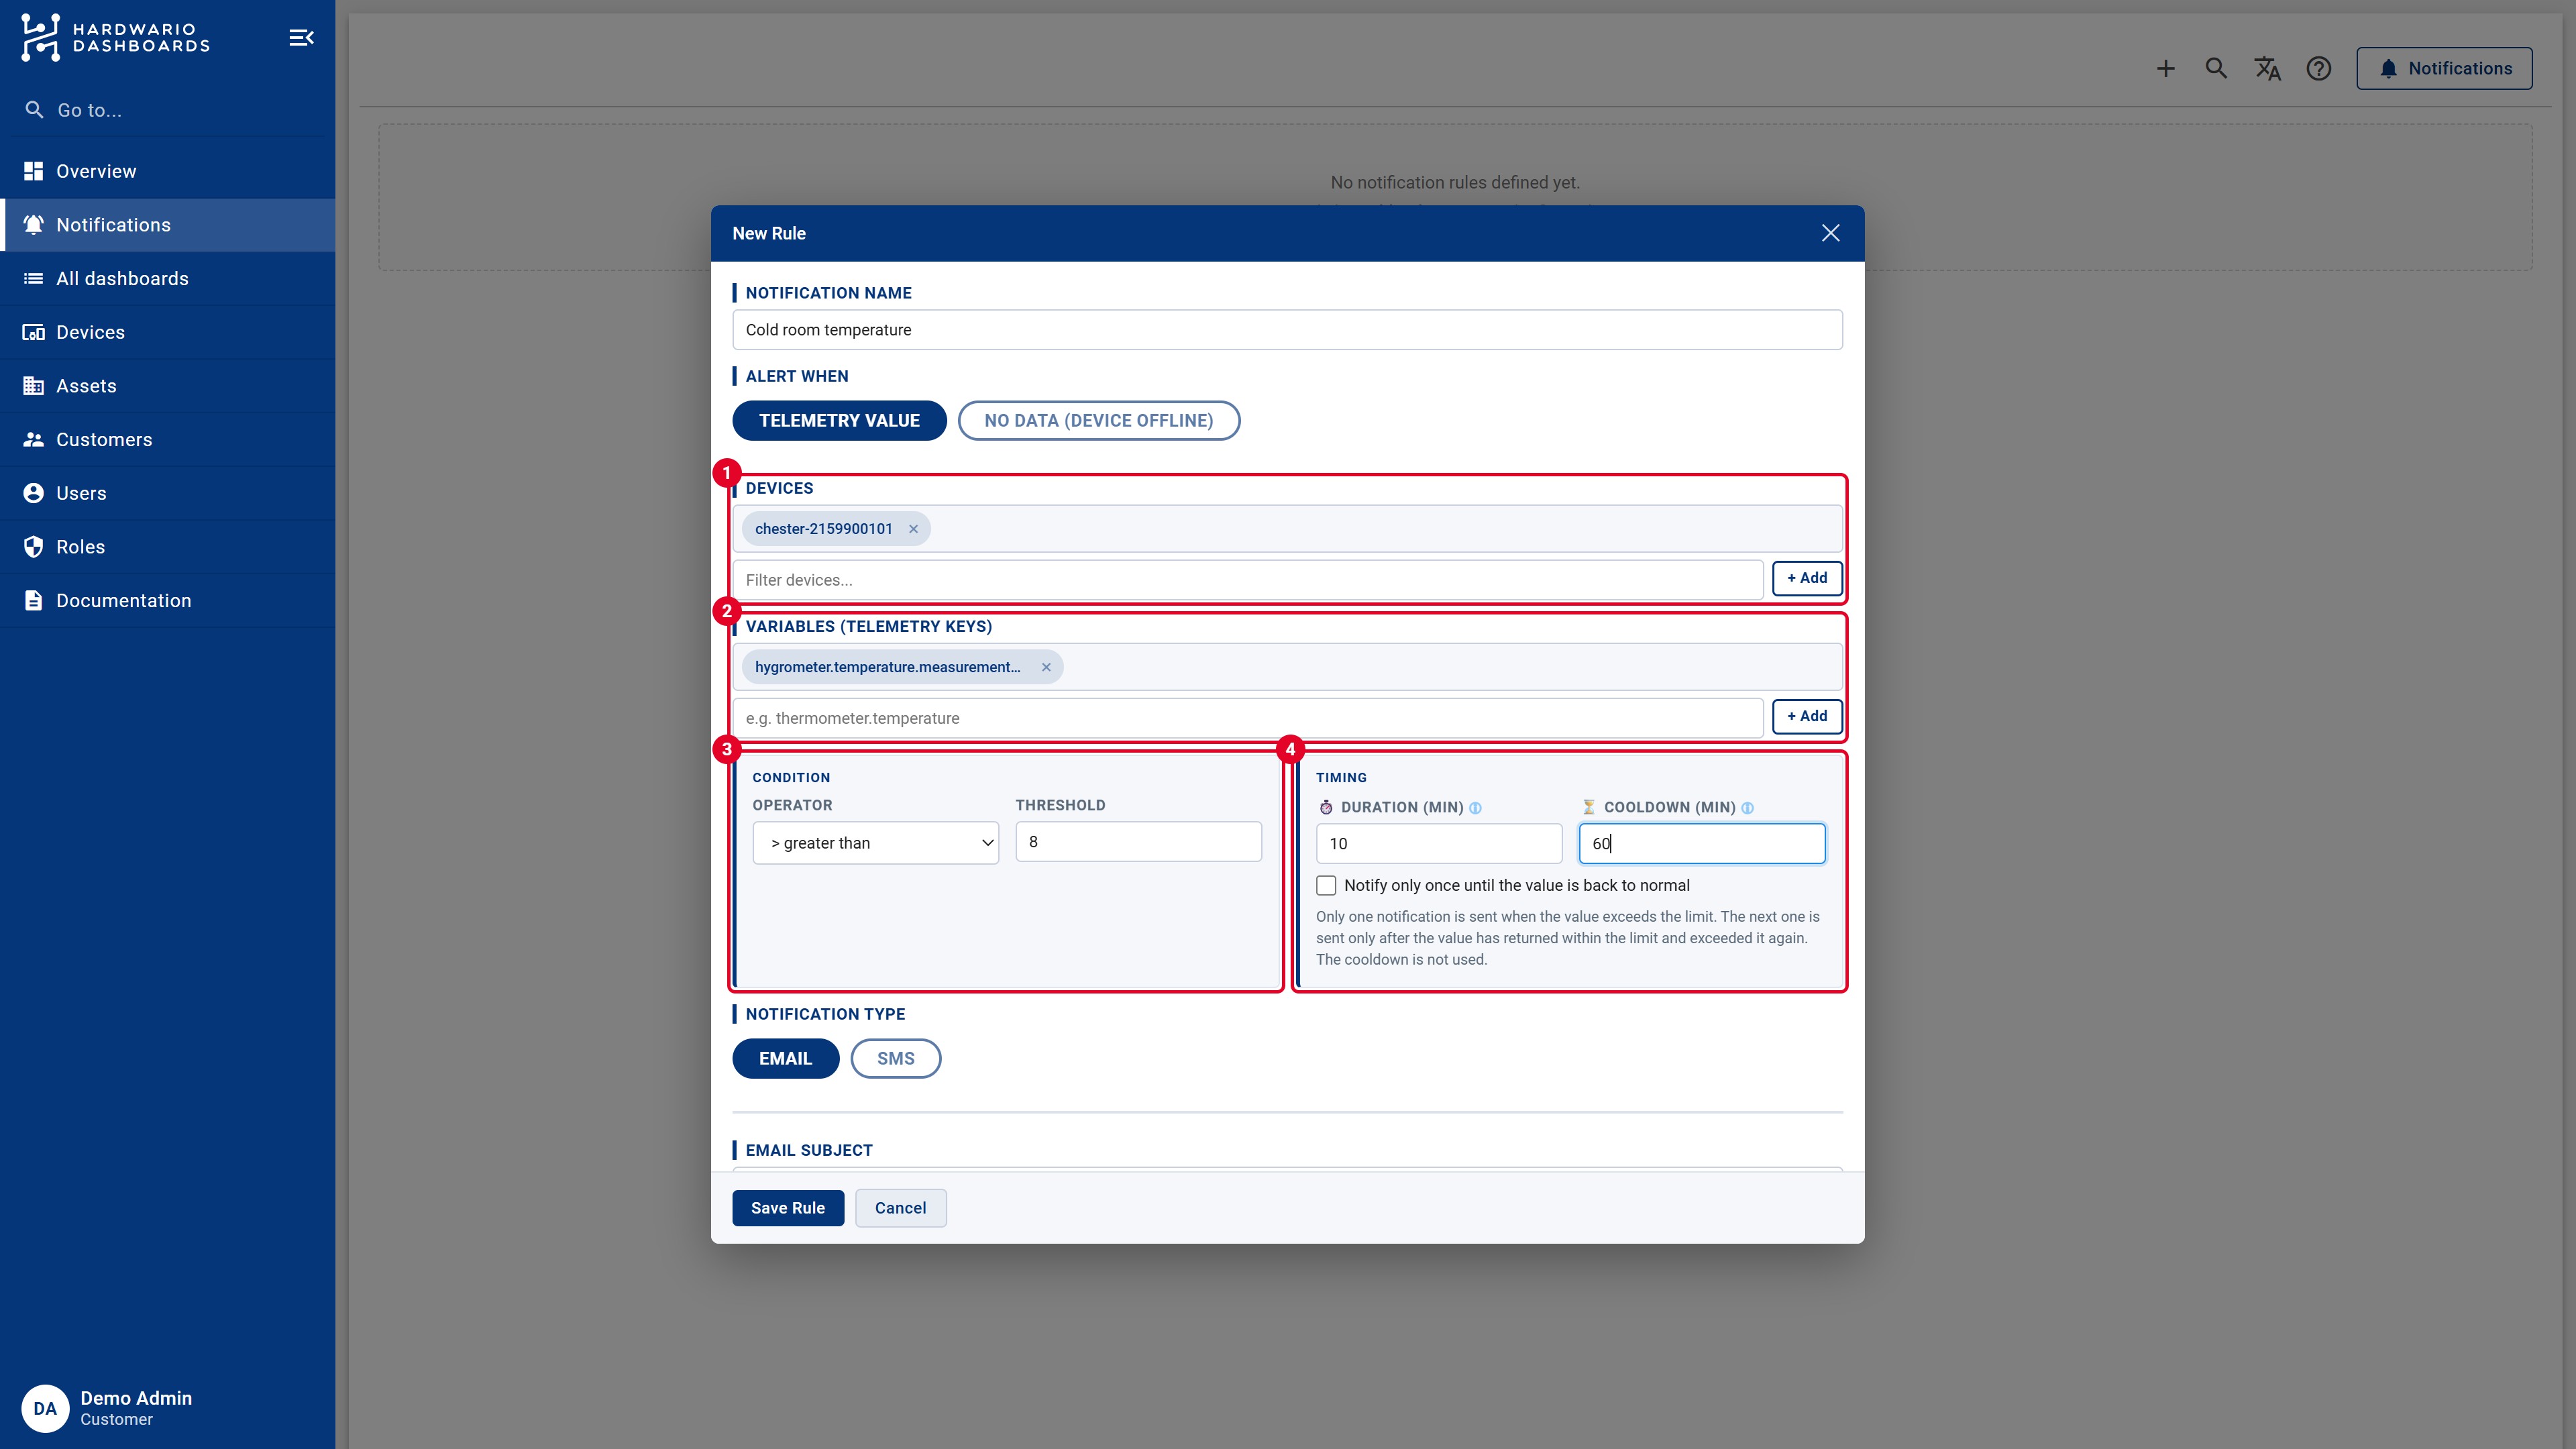 HARDWARIO
DASHBOARDS
Go to...
Overview
Notifications
All dashboards
Devices
Assets
Customers
Users
Roles
Documentation
DA
Demo Admin
Customer
Notifications
No notification rules defined yet.
New Rule
NOTIFICATION NAME
Cold room temperature
ALERT WHEN
TELEMETRY VALUE
NO DATA (DEVICE OFFLINE)
1
DEVICES
chester-2159900101 ×
Filter devices...
+ Add
2
VARIABLES (TELEMETRY KEYS)
hygrometer.temperature.measurement... ×
e.g. thermometer.temperature
+ Add
3
CONDITION
OPERATOR
THRESHOLD
> greater than
8
4
TIMING
DURATION (MIN)
COOLDOWN (MIN)
10
60
Notify only once until the value is back to normal
Only one notification is sent when the value exceeds the limit. The next one is
sent only after the value has returned within the limit and exceeded it again.
The cooldown is not used.
NOTIFICATION TYPE
EMAIL
SMS
EMAIL SUBJECT
Save Rule
Cancel